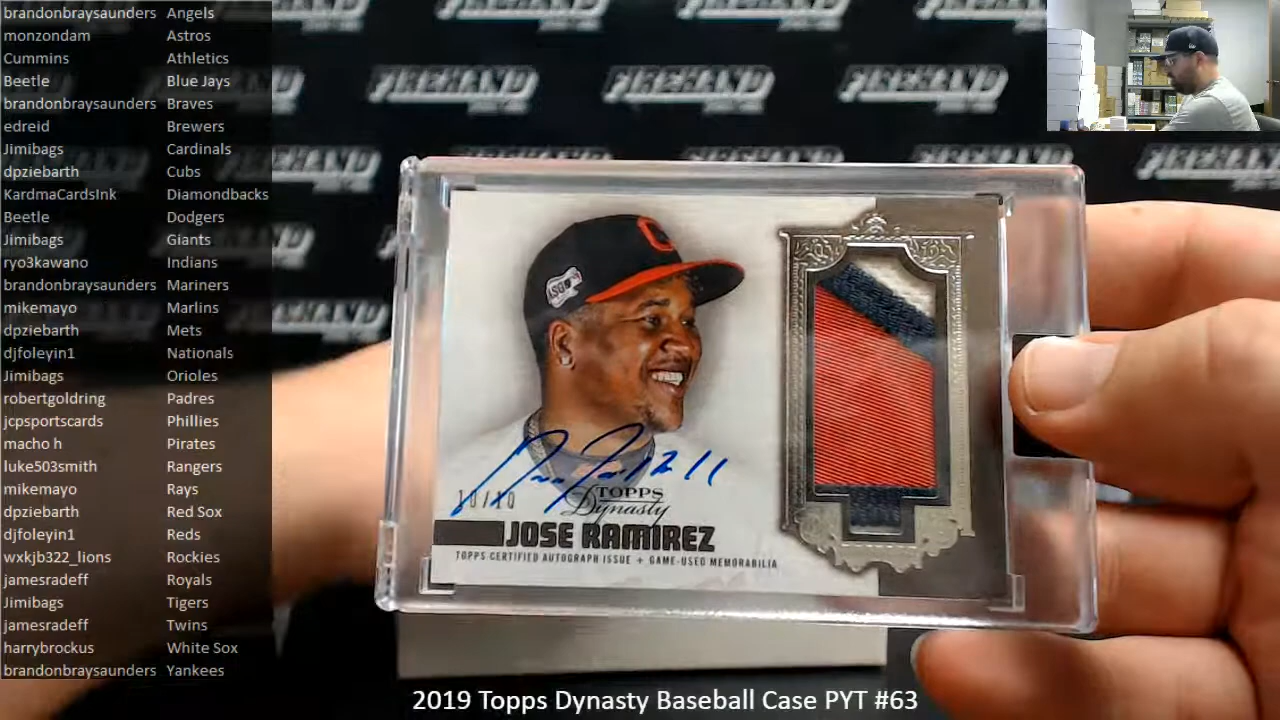 brandonbraysaunders Angels
monzondam Astros
Cummins Athletics
Beetle Blue Jays
brandonbraysaunders Braves
edreid Brewers
Jimibags Cardinals
dpziebarth Cubs
KardmaCardsInk Diamondbacks
Beetle Dodgers
Jimibags Giants
ryo3kawano Indians
brandonbraysaunders Mariners
mikemayo Marlins
dpziebarth Mets
djfoleyin1 Nationals
Jimibags Orioles
robertgoldring Padres
jcpsportscards Phillies
macho h Pirates
luke503smith Rangers
mikemayo Rays
dpziebarth Red Sox
djfoleyin1 Reds
wxkjb322_lions Rockies
jamesradeff Royals
Jimibags Tigers
jamesradeff Twins
harrybrockus White Sox
brandonbraysaunders Yankees
FIREHAND FIREHAND FIREHAND
C
10/10
TOPPS
Dynasty
JOSE RAMIREZ
TOPPS CERTIFIED AUTOGRAPH ISSUE + GAME-USED MEMORABILIA
2019 Topps Dynasty Baseball Case PYT #63